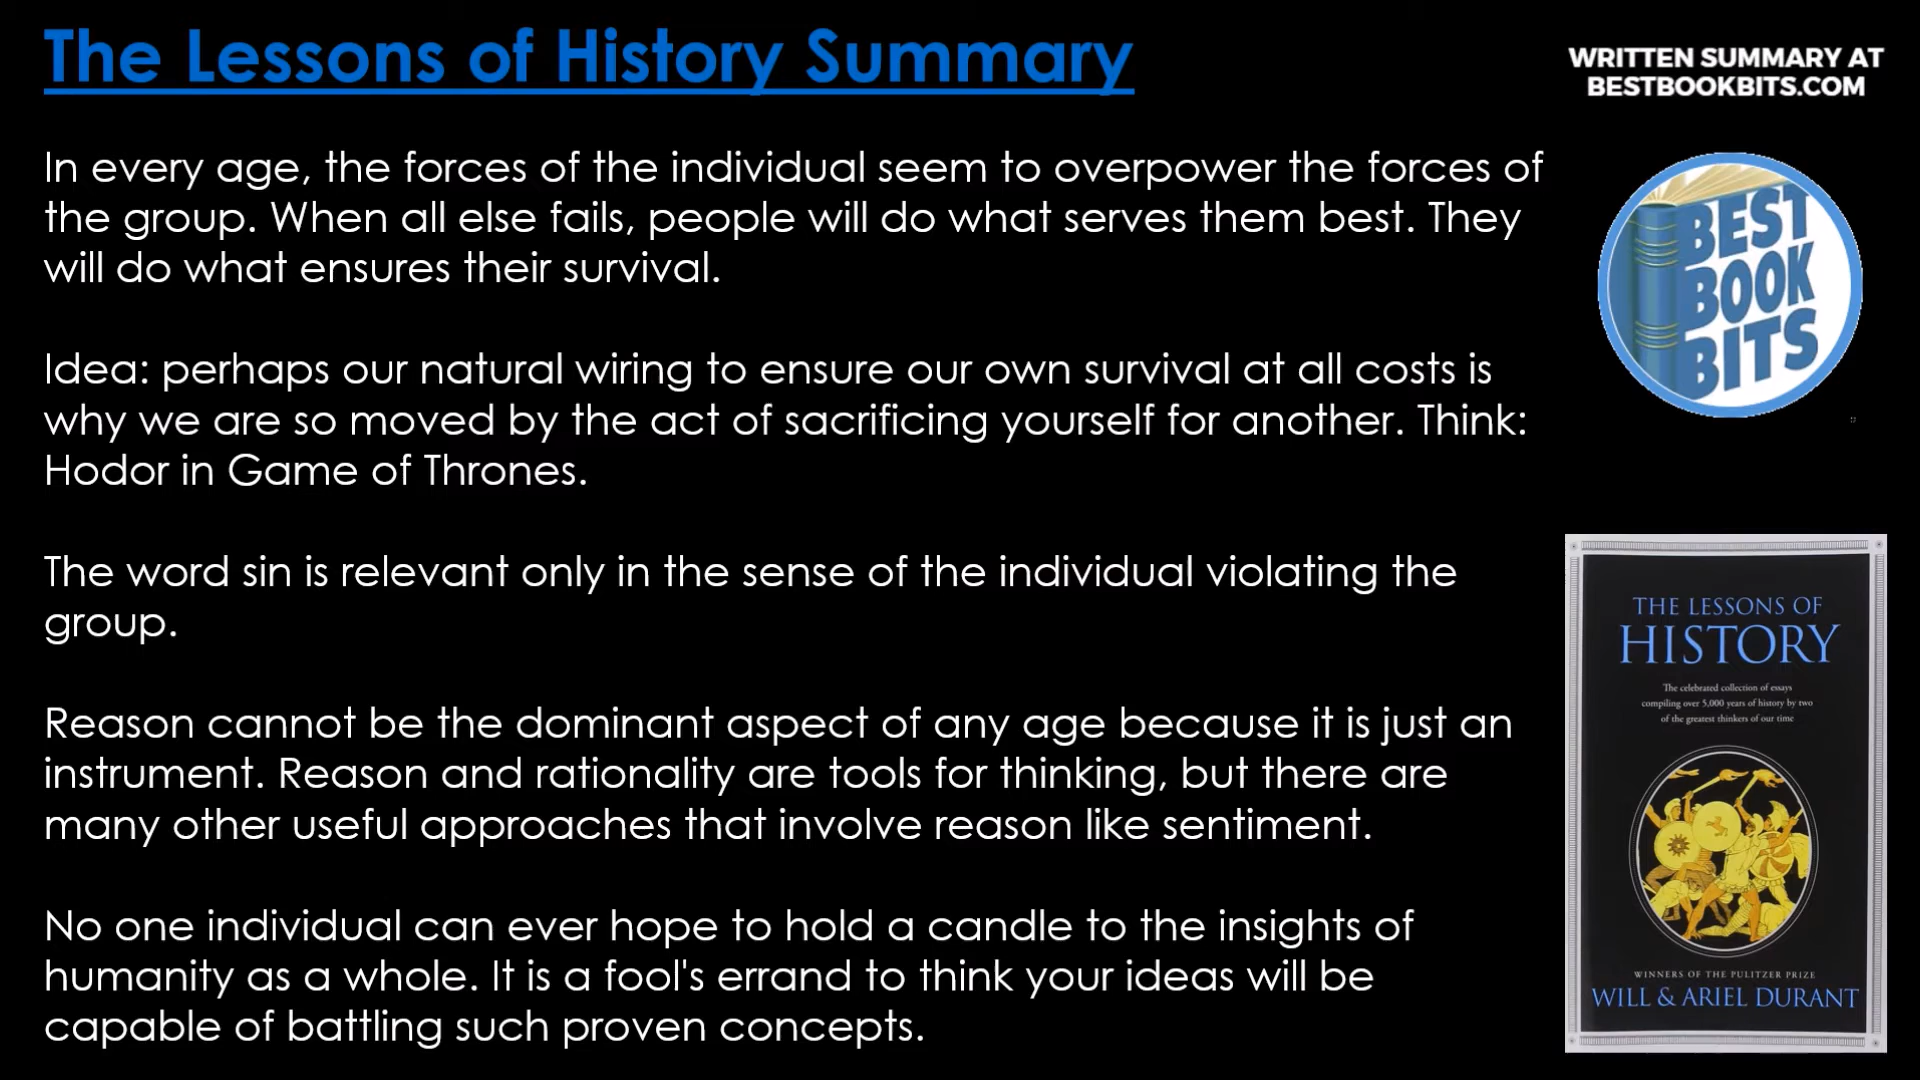 The Lessons of History Summary
WRITTEN SUMMARY AT
BESTBOOKBITS.COM
In every age, the forces of the individual seem to overpower the forces of
the group. When all else fails, people will do what serves them best. They
will do what ensures their survival.
Idea: perhaps our natural wiring to ensure our own survival at all costs is
why we are so moved by the act of sacrificing yourself for another. Think:
Hodor in Game of Thrones.
The word sin is relevant only in the sense of the individual violating the
group.
Reason cannot be the dominant aspect of any age because it is just an
instrument. Reason and rationality are tools for thinking, but there are
many other useful approaches that involve reason like sentiment.
No one individual can ever hope to hold a candle to the insights of
humanity as a whole. It is a fool's errand to think your ideas will be
capable of battling such proven concepts.
BEST
BOOK
BITS
THE LESSONS OF
HISTORY
The celebrated collection of essays
compiling over 5,000 years of history by two
of the greatest thinkers of our time
WINNERS OF THE PULITZER PRIZE
WILL & ARIEL DURANT